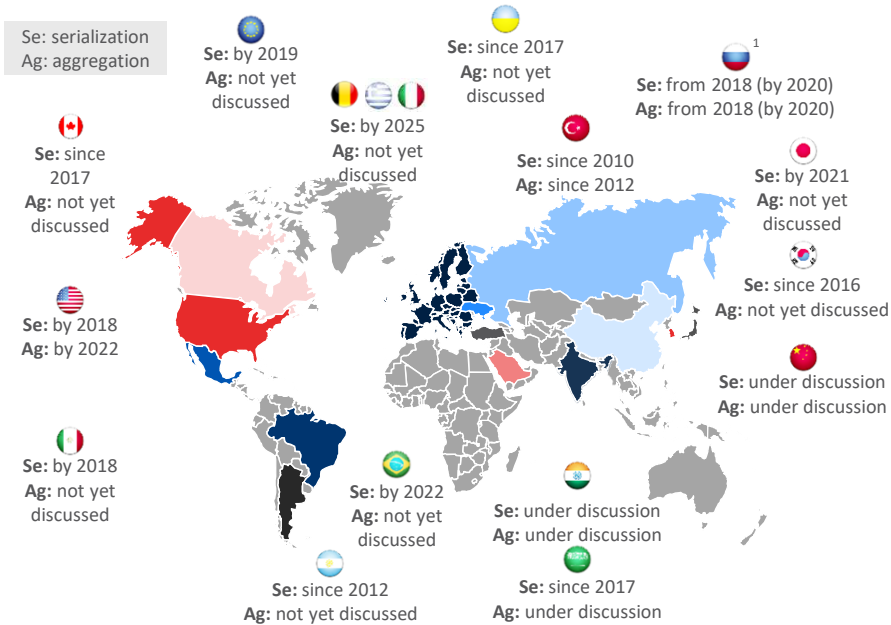 Se: serialization
Ag: aggregation
Se: by 2019
Ag: not yet
discussed
Se: since 2017
Ag: not yet
discussed
1
Se: from 2018 (by 2020)
Ag: from 2018 (by 2020)
Se: by 2025
Ag: not yet
discussed
Se: since 2010
Ag: since 2012
Se: since
2017
Ag: not yet
discussed
Se: by 2021
Ag: not yet
discussed
Se: since 2016
Ag: not discussed
Se: by 2018
Ag: by 2022
Se: under discussion
Ag: under discussion
Se: by 2018
Ag: not yet
discussed
Se: by 2022
Ag: not yet
discussed
Se: under discussion
Ag: under discussion
Se: since 2012
Ag: not yet discussed
Se: since 2017
Ag: under discussion